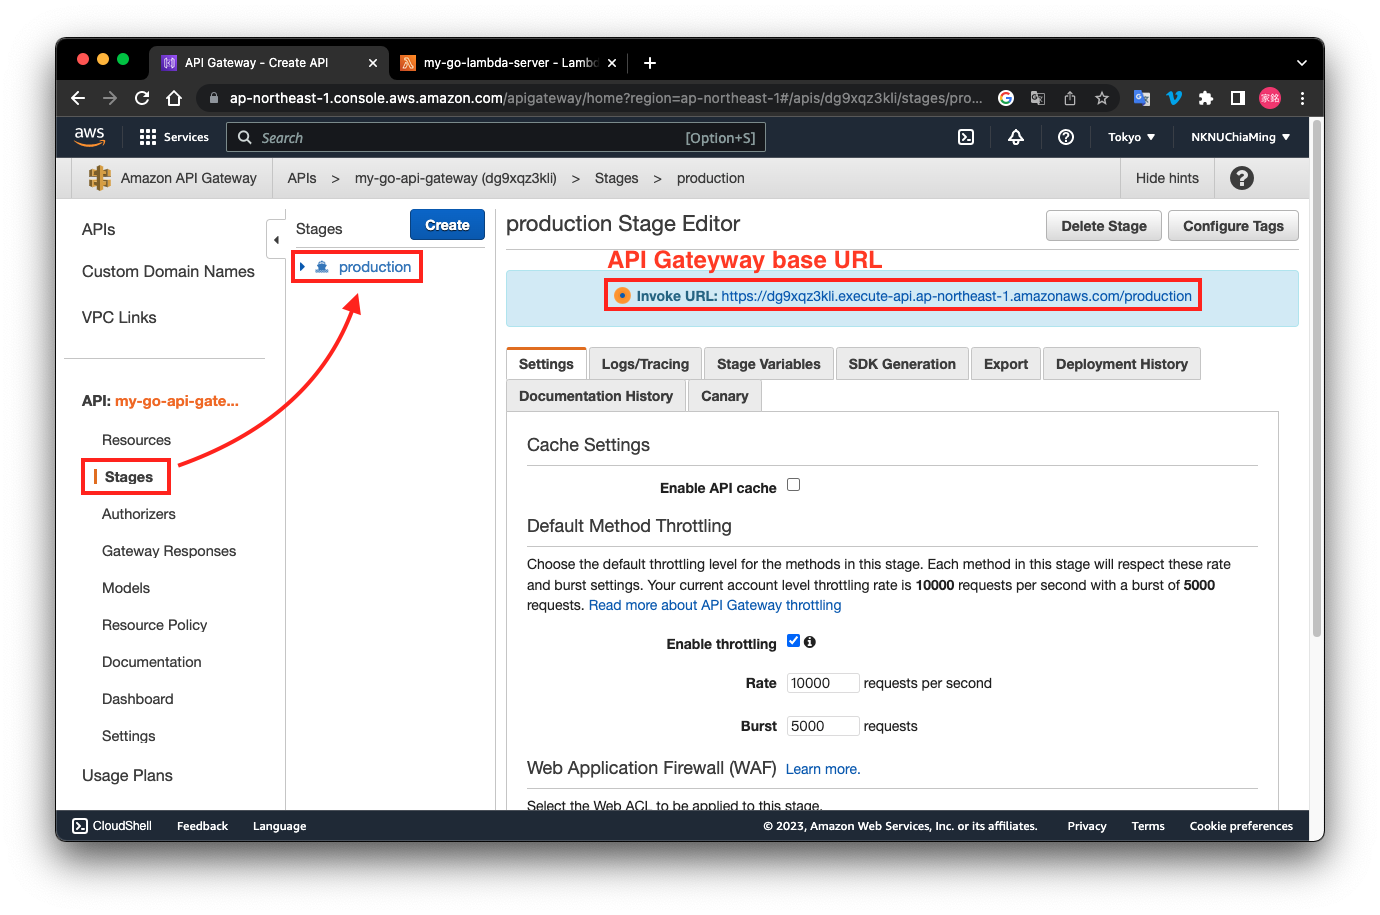 API Gateway - Create API
my-go-lambda-server - Lambd
ap-northeast-1.console.aws.amazon.com/apigateway/home?region=ap-northeast-1#/apis/dg9xqz3kli/stages/pro...
家銘
aws
Services
Search
[Option+S]
Tokyo
NKNUChiaMing
Amazon API Gateway
APIs > my-go-api-gateway (dg9xqz3kli) > Stages > production
Hide hints
APIs
Custom Domain Names
VPC Links
API: my-go-api-gate...
Resources
Stages
Authorizers
Gateway Responses
Models
Resource Policy
Documentation
Dashboard
Settings
Usage Plans
Stages
Create
production
production Stage Editor
Delete Stage
Configure Tags
API Gateyway base URL
Invoke URL: https://dg9xqz3kli.execute-api.ap-northeast-1.amazonaws.com/production
Settings
Logs/Tracing
Stage Variables
SDK Generation
Export
Deployment History
Documentation History
Canary
Cache Settings
Enable API cache
Default Method Throttling
Choose the default throttling level for the methods in this stage. Each method in this stage will respect these rate
and burst settings. Your current account level throttling rate is 10000 requests per second with a burst of 5000
requests. Read more about API Gateway throttling
Enable throttling
Rate 10000 requests per second
Burst 5000 requests
Web Application Firewall (WAF) Learn more.
Select the Web ACL to be applied to this stage.
CloudShell
Feedback
Language
© 2023, Amazon Web Services, Inc. or its affiliates.
Privacy
Terms
Cookie preferences